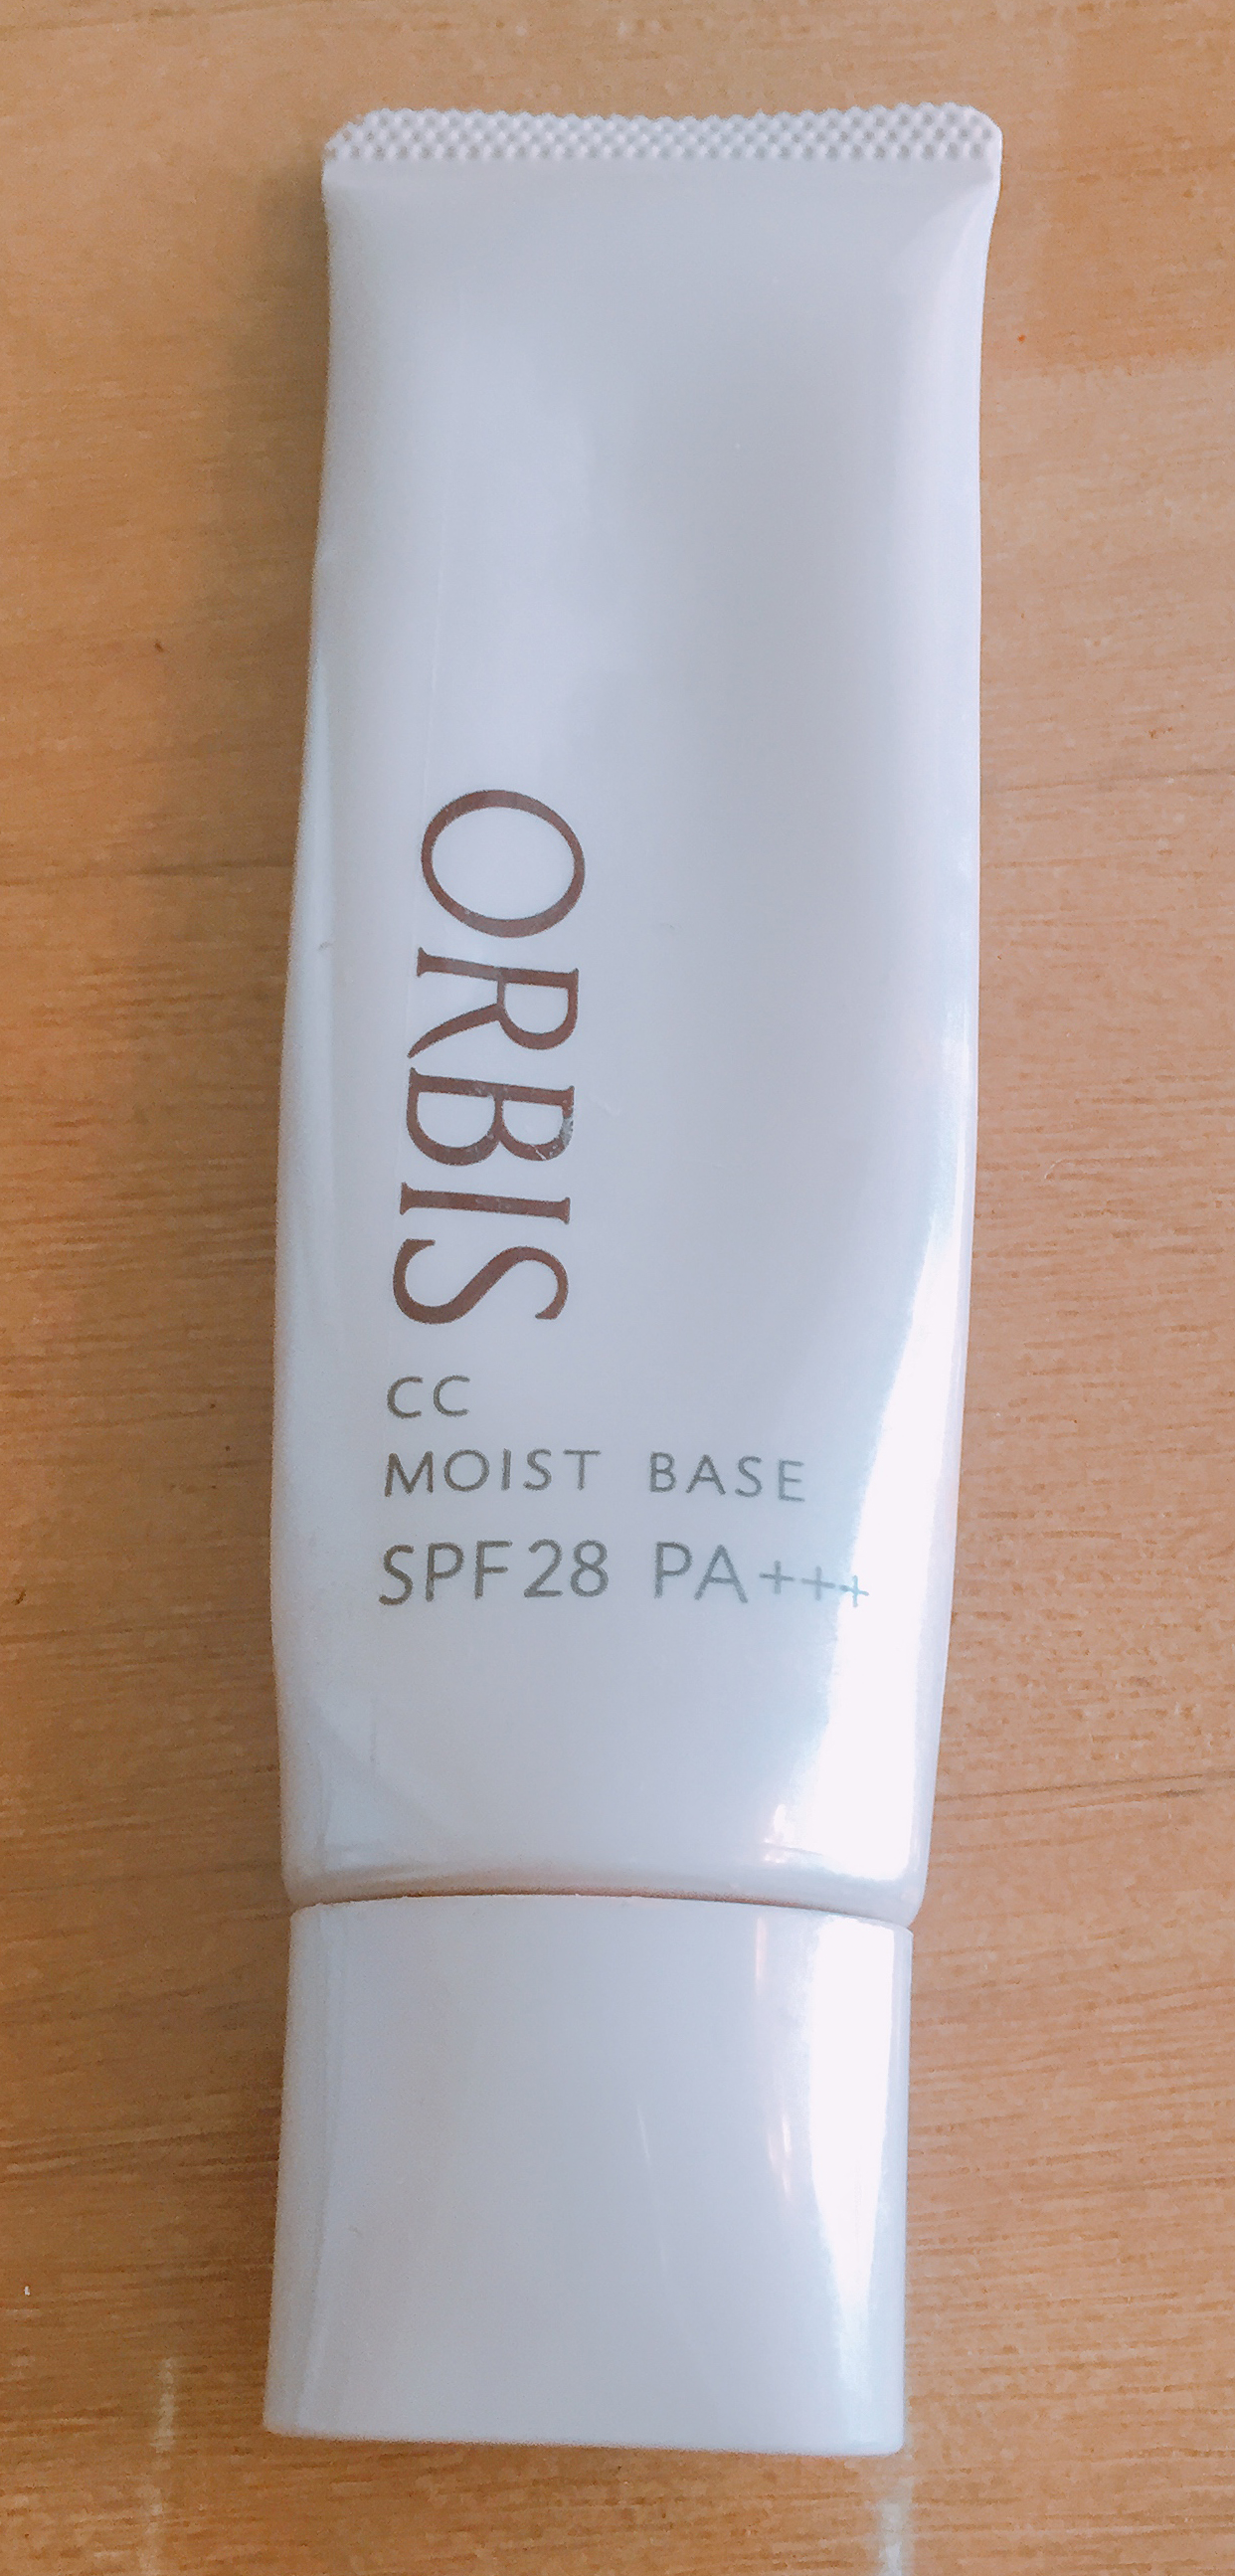 ORBIS
CC
MOIST BASE
SPF28 PA+++